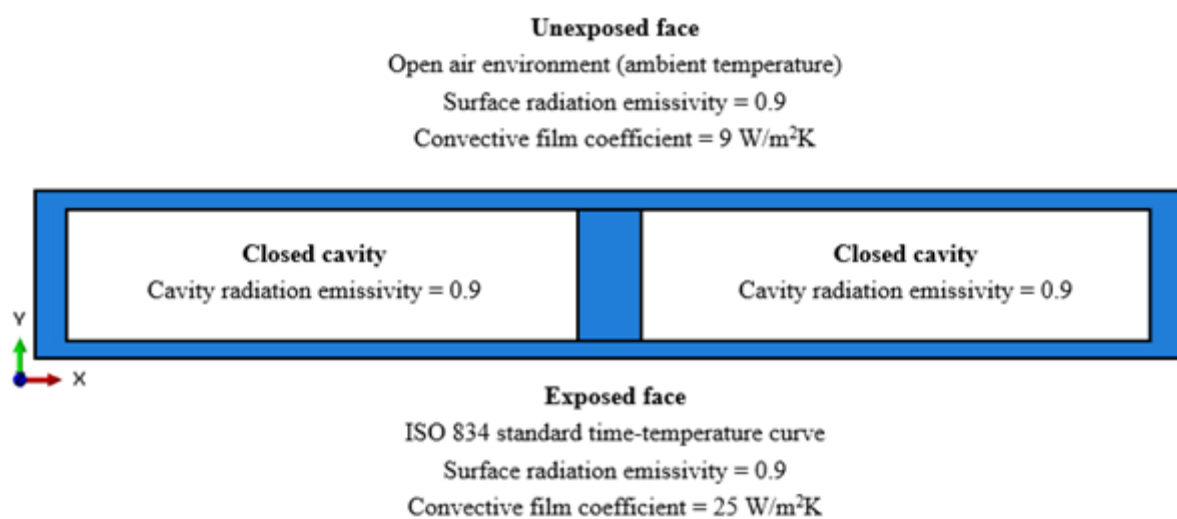 Unexposed face
Open air environment (ambient temperature)
Surface radiation emissivity = 0.9
Convective film coefficient = 9 W/m²K
Closed cavity
Cavity radiation emissivity = 0.9
Closed cavity
Cavity radiation emissivity = 0.9
Y
X
Exposed face
ISO 834 standard time-temperature curve
Surface radiation emissivity = 0.9
Convective film coefficient = 25 W/m²K